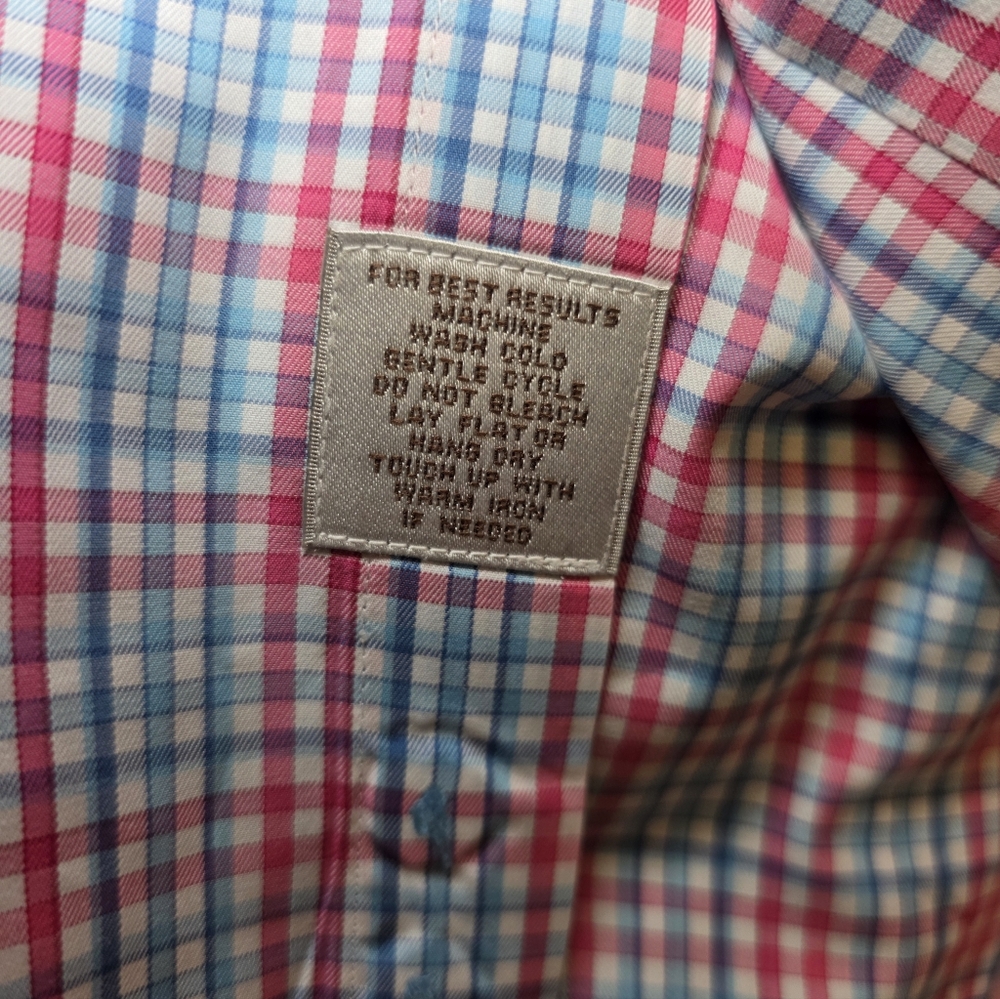 FOR BEST RESULTS
MACHINE
WASH COLD
GENTLE CYCLE
DO NOT BLEACH
LAY FLAT OR
HANG DRY
TOUCH UP WITH
WARM IRON
IF NEEDED